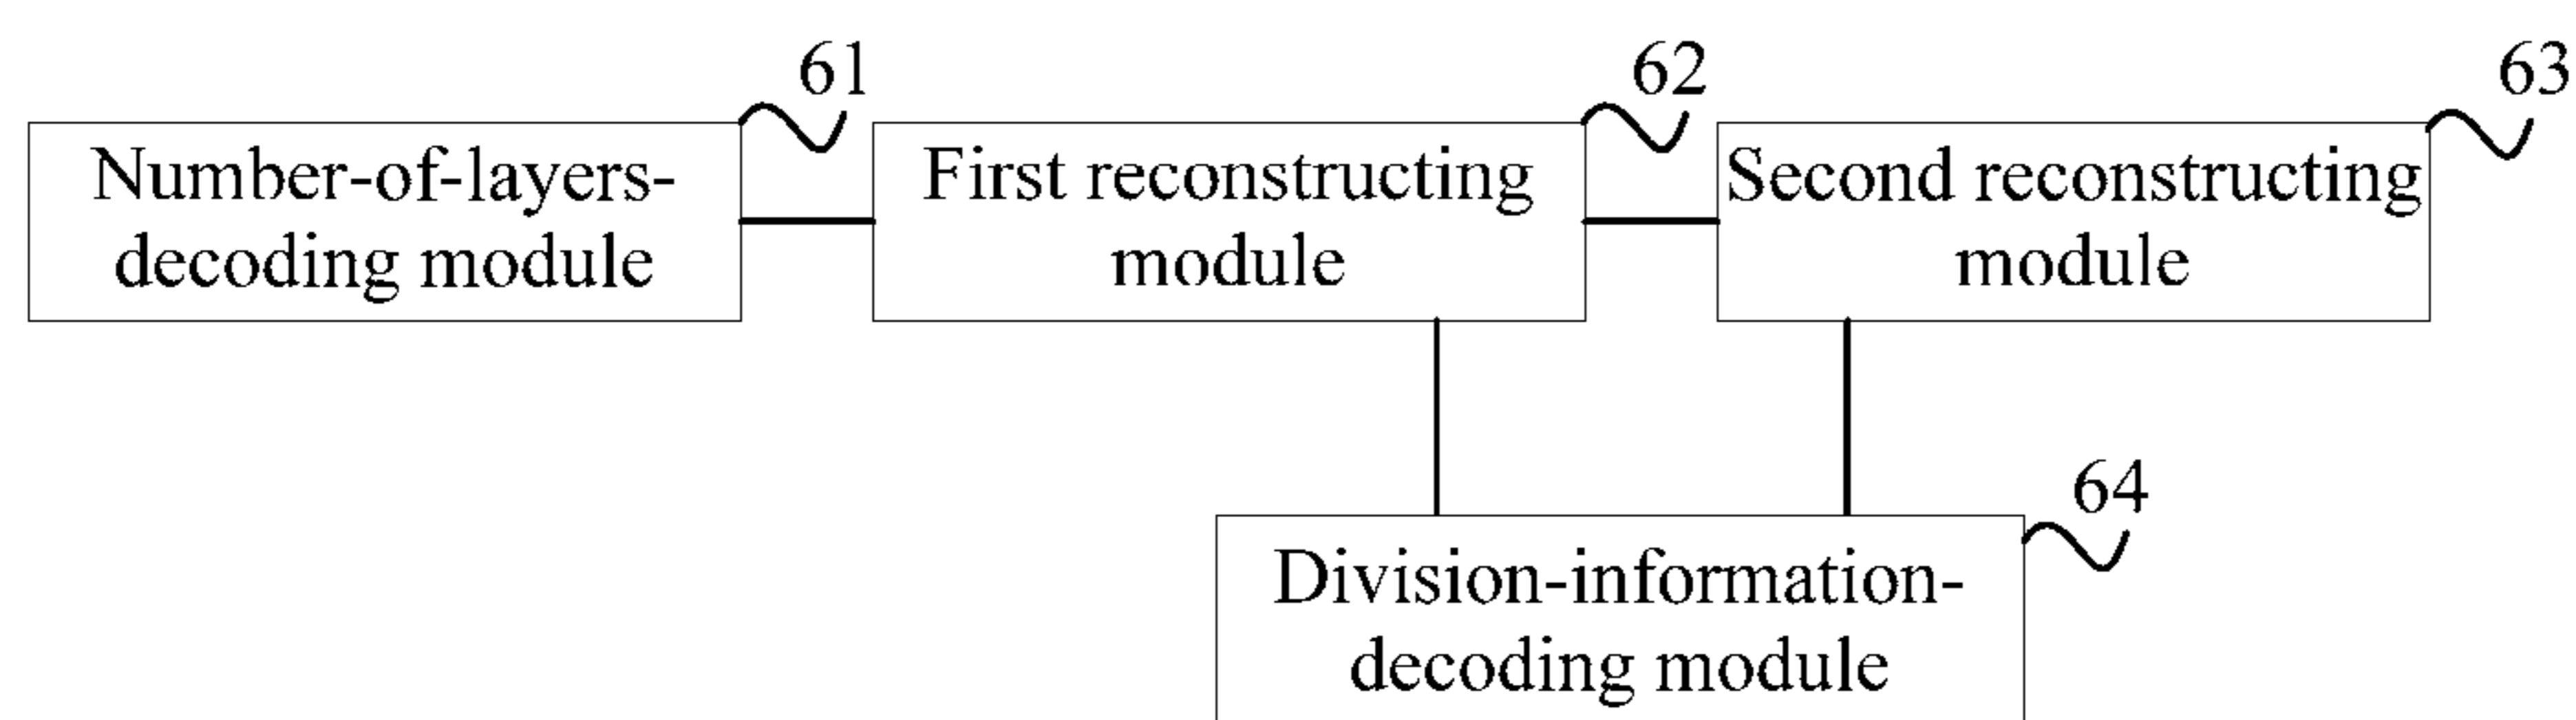 61
Number-of-layers-
decoding module
62
First reconstructing
module
63
Second reconstructing
module
64
Division-information-
decoding module